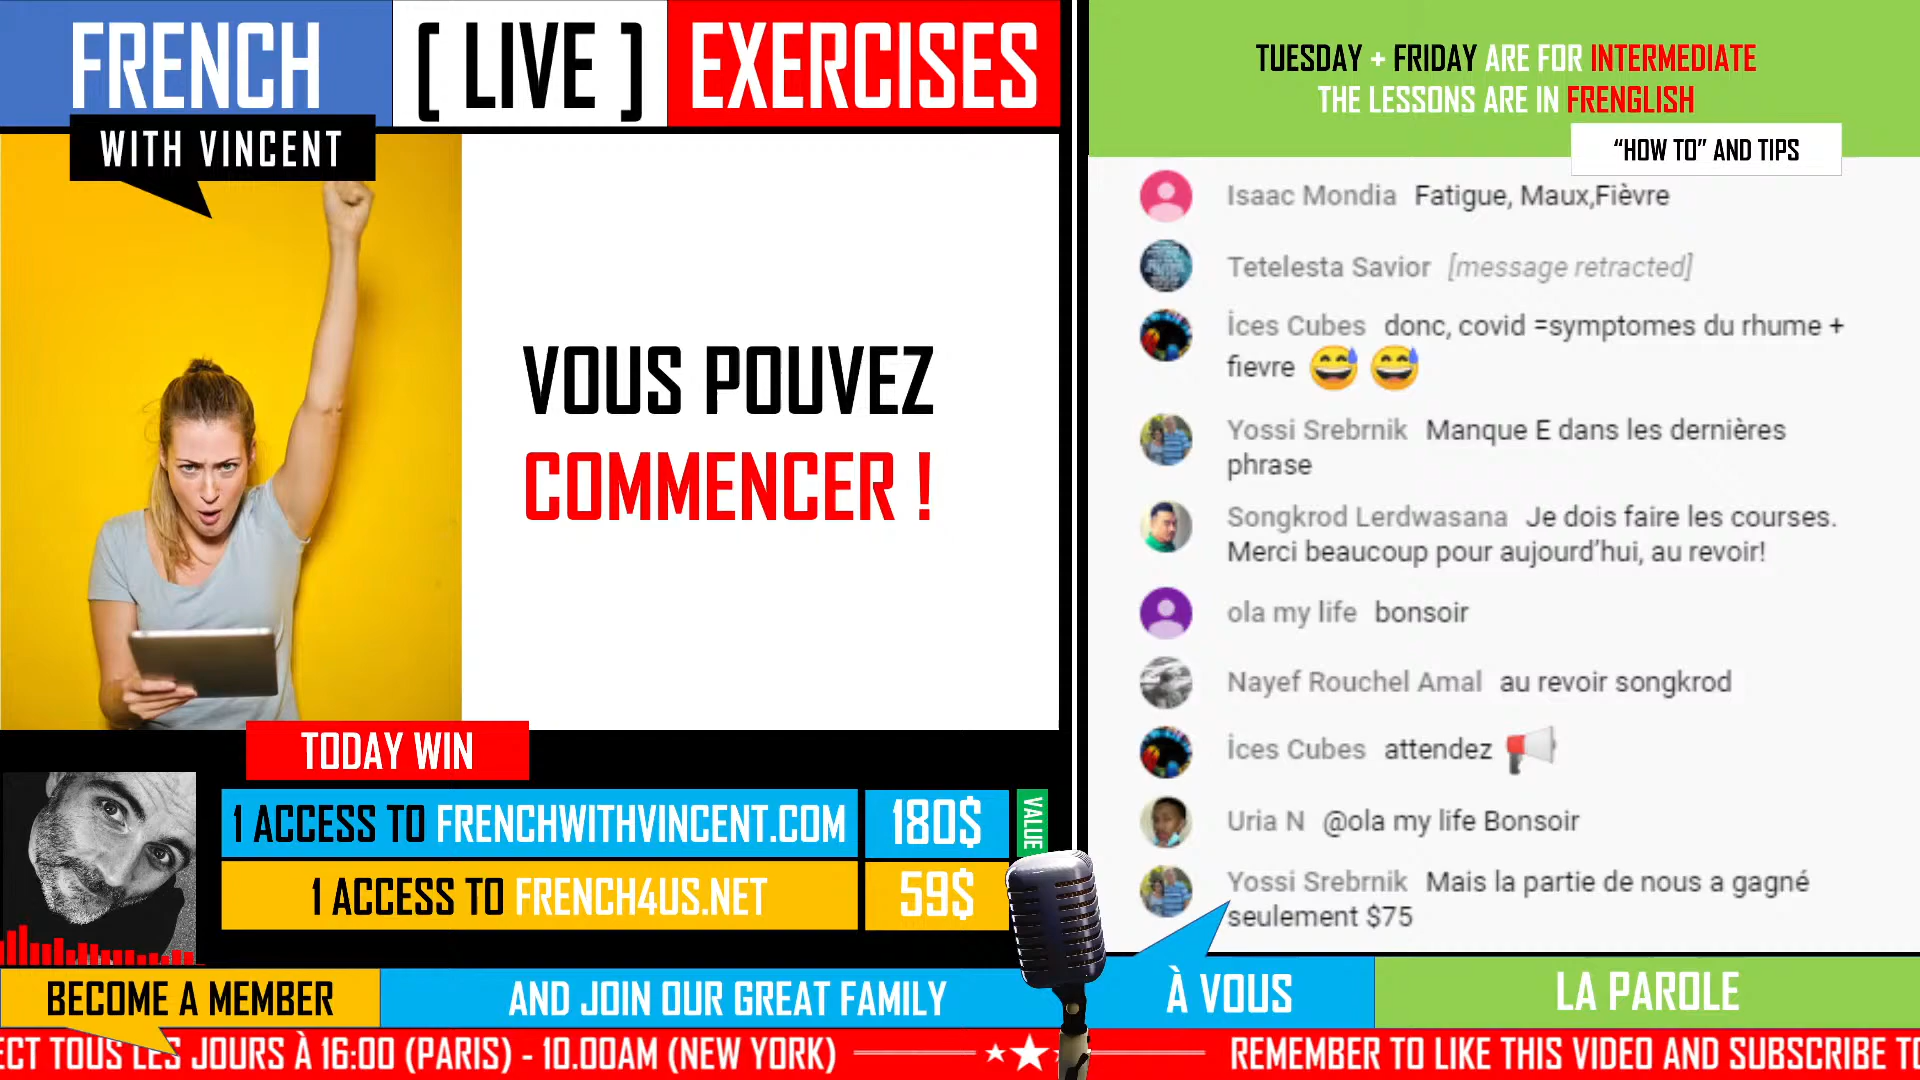 FRENCH
[ LIVE ]
EXERCISES
WITH VINCENT
VOUS POUVEZ
COMMENCER !
TODAY WIN
1 ACCESS TO FRENCHWITHVINCENT.COM
180$
VALUE
1 ACCESS TO FRENCH4US.NET
59$
BECOME A MEMBER
AND JOIN OUR GREAT FAMILY
TUESDAY + FRIDAY ARE FOR INTERMEDIATE
THE LESSONS ARE IN FRENGLISH
“HOW TO” AND TIPS
Isaac Mondia Fatigue, Maux,Fièvre
Tetelesta Savior [message retracted]
İces Cubes donc, covid =symptomes du rhume +
fievre 😅 😅
Yossi Srebrnik Manque E dans les dernières
phrase
Songkrod Lerdwasana Je dois faire les courses.
Merci beaucoup pour aujourd’hui, au revoir!
ola my life bonsoir
Nayef Rouchel Amal au revoir songkrod
İces Cubes attendez 📢
Uria N @ola my life Bonsoir
Yossi Srebrnik Mais la partie de nous a gagné
seulement $75
À VOUS
LA PAROLE
ECT TOUS LES JOURS À 16:00 (PARIS) - 10.00AM (NEW YORK)
REMEMBER TO LIKE THIS VIDEO AND SUBSCRIBE TO